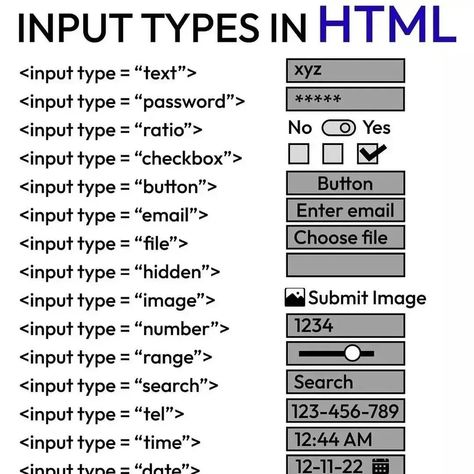 INPUT TYPES IN HTML
<input type = “text”> xyz
<input type = “password”> *****
<input type = “ratio”> No Yes
<input type = “checkbox”>
<input type = “button”> Button
<input type = “email”> Enter email
<input type = “file”> Choose file
<input type = “hidden”>
<input type = “image”> Submit Image
<input type = “number”> 1234
<input type = “range”>
<input type = “search”> Search
<input type = “tel”> 123-456-789
<input type = “time”> 12:44 AM
<input type = “date”> 12-11-22